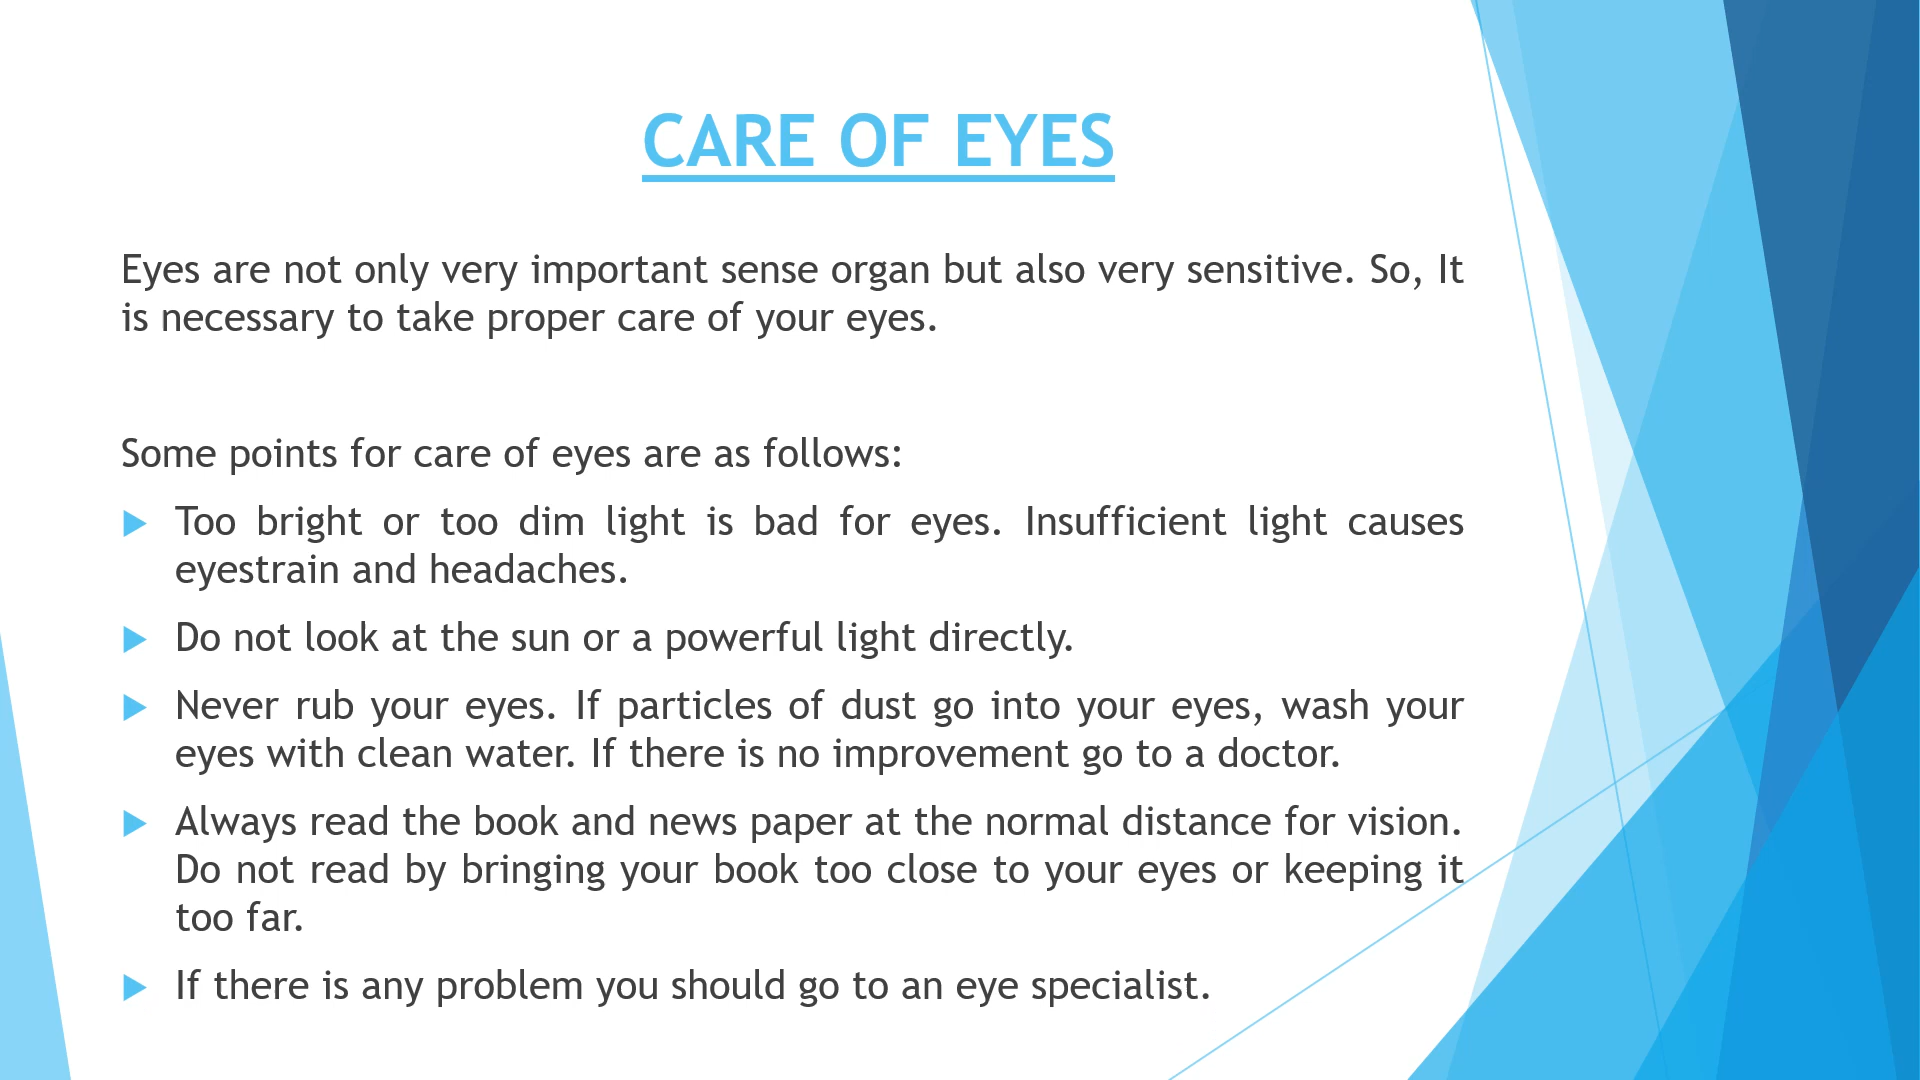 CARE OF EYES
Eyes are not only very important sense organ but also very sensitive. So, It
is necessary to take proper care of your eyes.
Some points for care of eyes are as follows:
Too bright or too dim light is bad for eyes. Insufficient light causes
eyestrain and headaches.
Do not look at the sun or a powerful light directly.
Never rub your eyes. If particles of dust go into your eyes, wash your
eyes with clean water. If there is no improvement go to a doctor.
Always read the book and news paper at the normal distance for vision.
Do not read by bringing your book too close to your eyes or keeping it
too far.
If there is any problem you should go to an eye specialist.